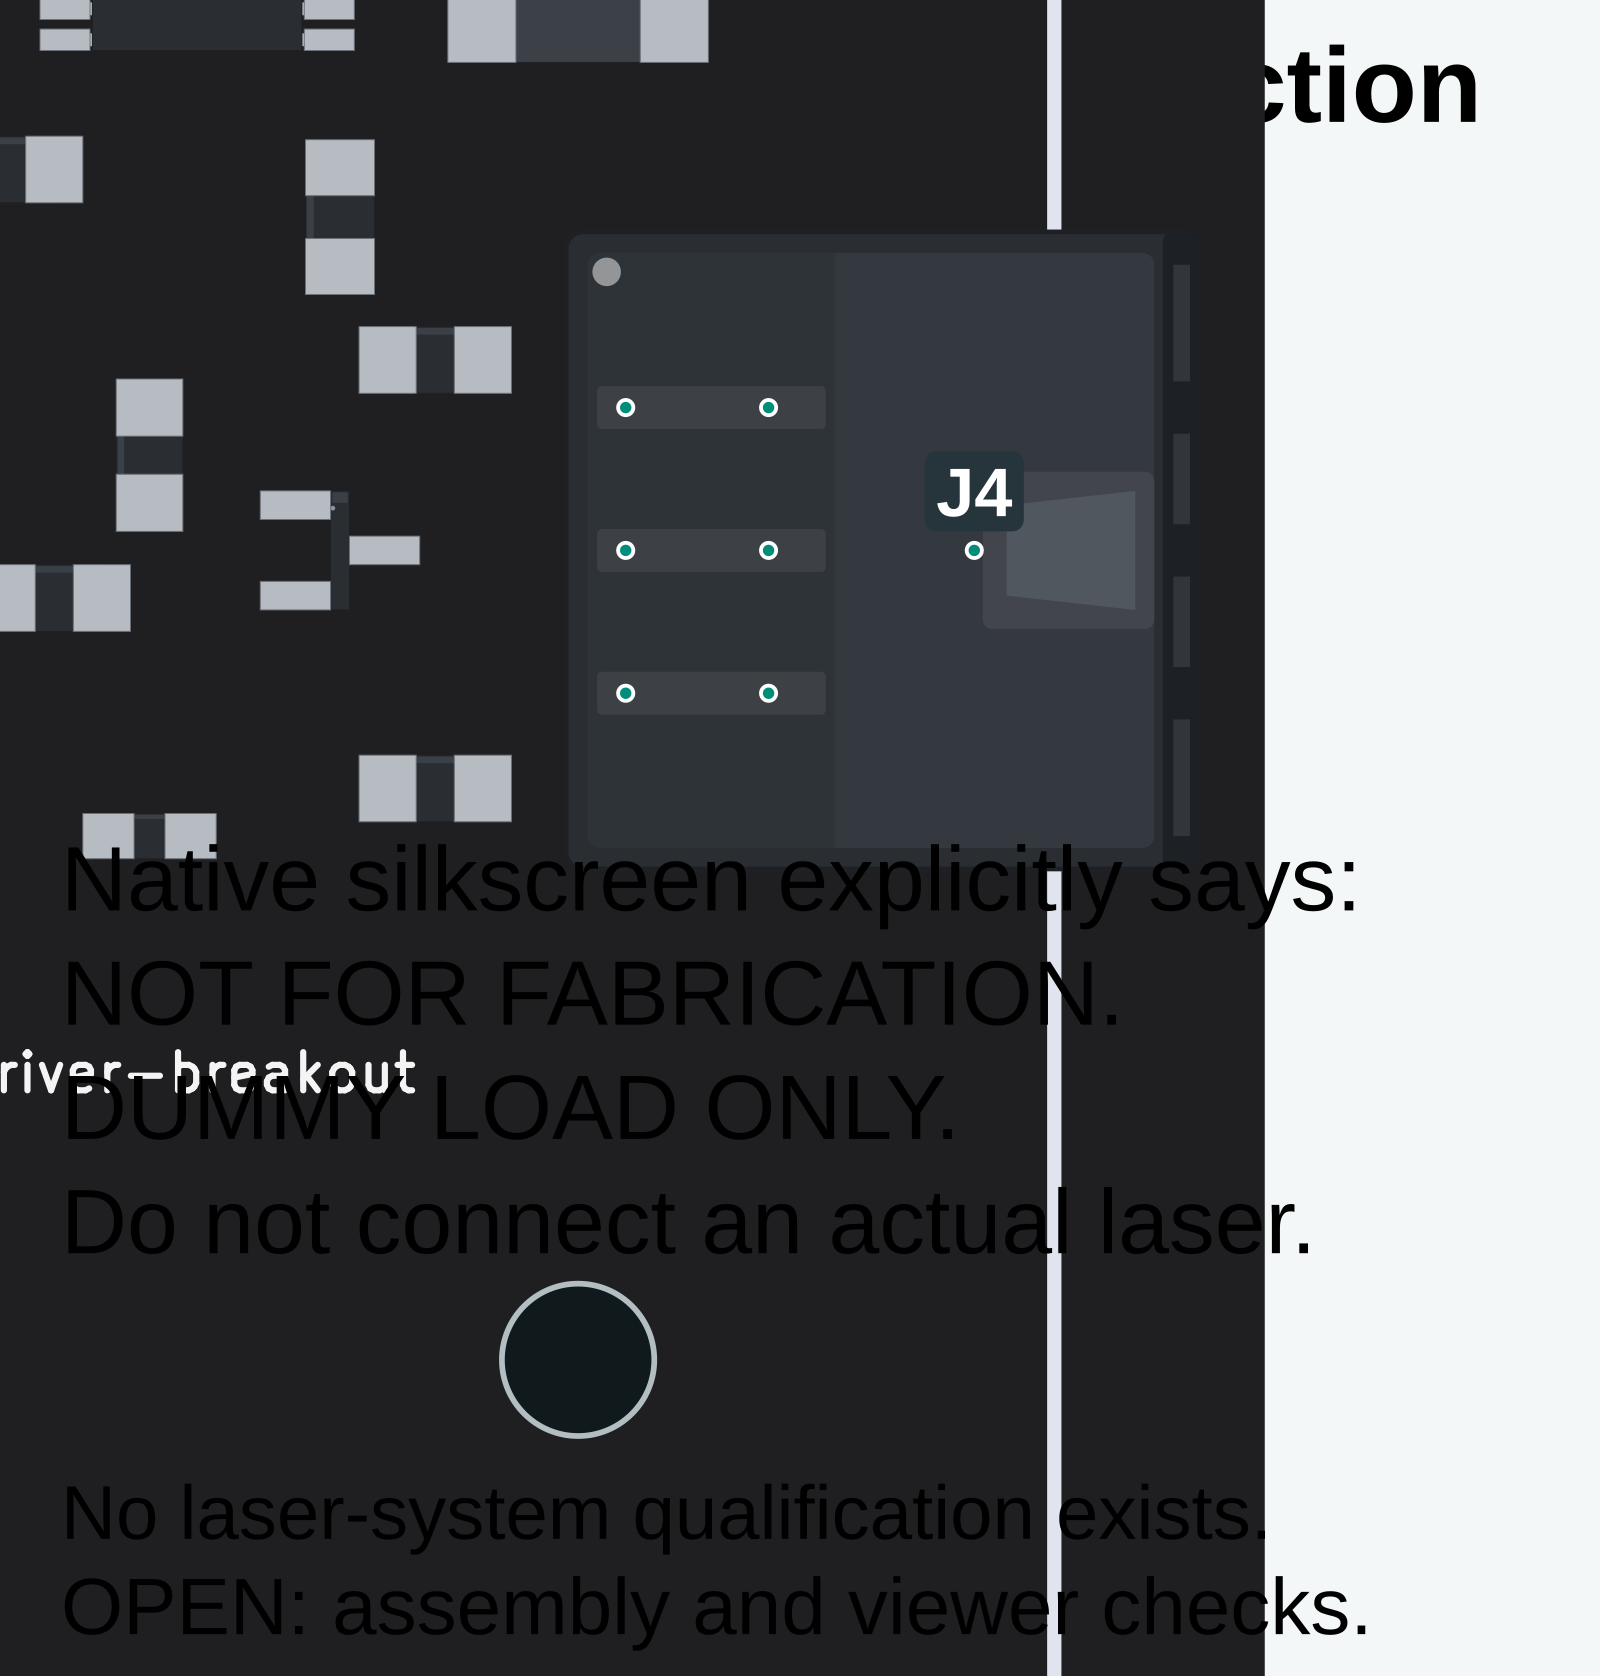 ction
J4
Native silkscreen explicitly says:
NOT FOR FABRICATION.
river-breakout
DUMMY LOAD ONLY.
Do not connect an actual laser.
No laser-system qualification exists.
OPEN: assembly and viewer checks.